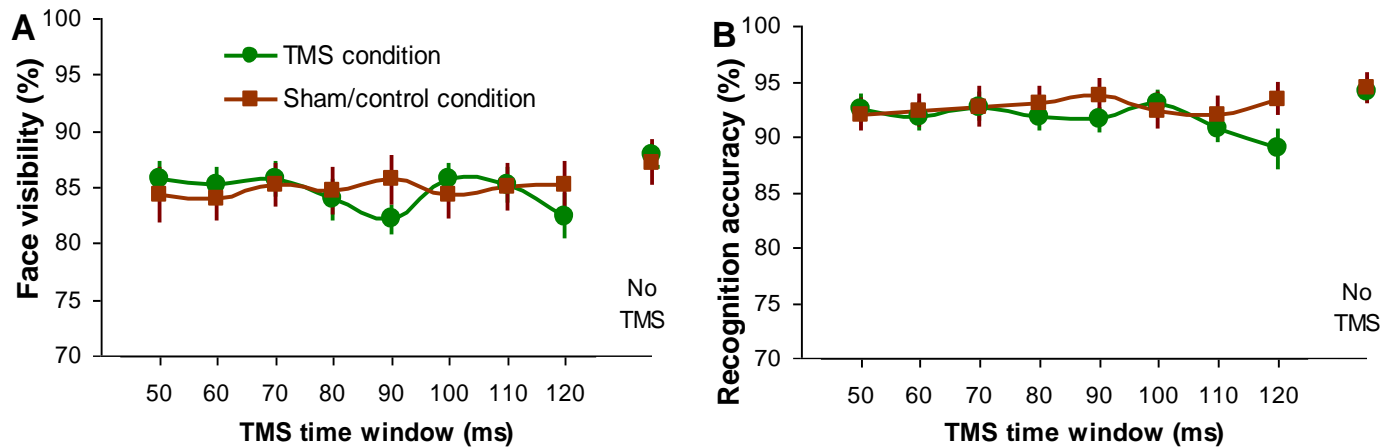 A
Face visibility (%)
100
95
90
85
80
75
70
TMS condition
Sham/control condition
No
TMS
50 60 70 80 90 100 110 120
TMS time window (ms)
B
Recognition accuracy (%)
100
95
90
85
80
75
70
No
TMS
50 60 70 80 90 100 110 120
TMS time window (ms)